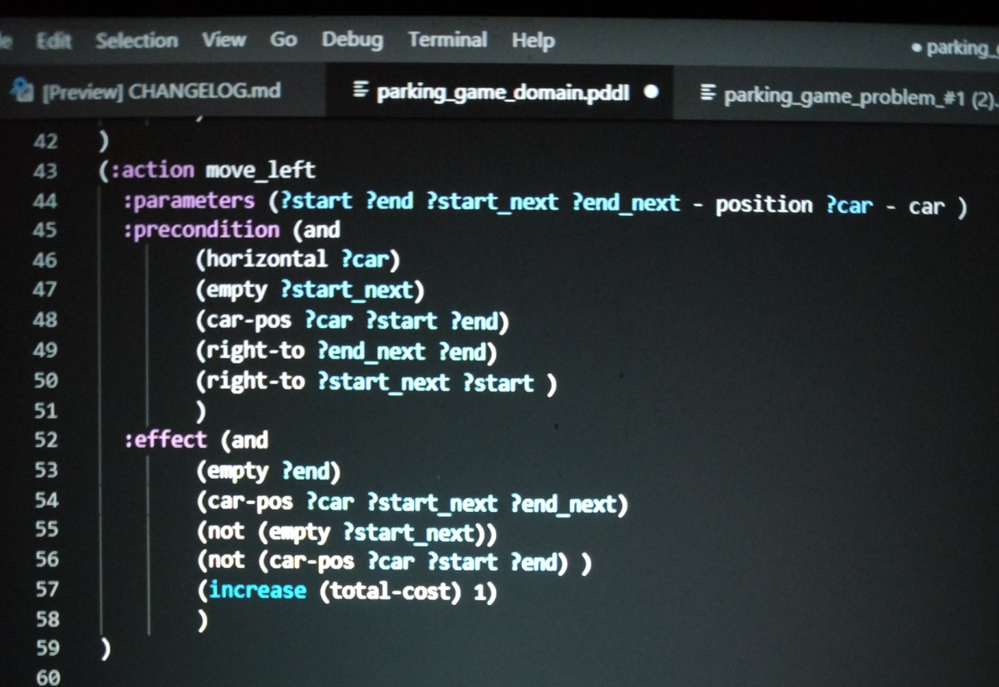 Edit Selection View Go Debug Terminal Help
[Preview] CHANGELOG.md parking_game_domain.pddl parking_game_problem_#1 (2).
42 )
43 (:action move_left
44 :parameters (?start ?end ?start_next ?end_next - position ?car - car )
45 :precondition (and
46 (horizontal ?car)
47 (empty ?start_next)
48 (car-pos ?car ?start ?end)
49 (right-to ?end_next ?end)
50 (right-to ?start_next ?start )
51 )
52 :effect (and
53 (empty ?end)
54 (car-pos ?car ?start_next ?end_next)
55 (not (empty ?start_next))
56 (not (car-pos ?car ?start ?end) )
57 (increase (total-cost) 1)
58 )
59 )
60